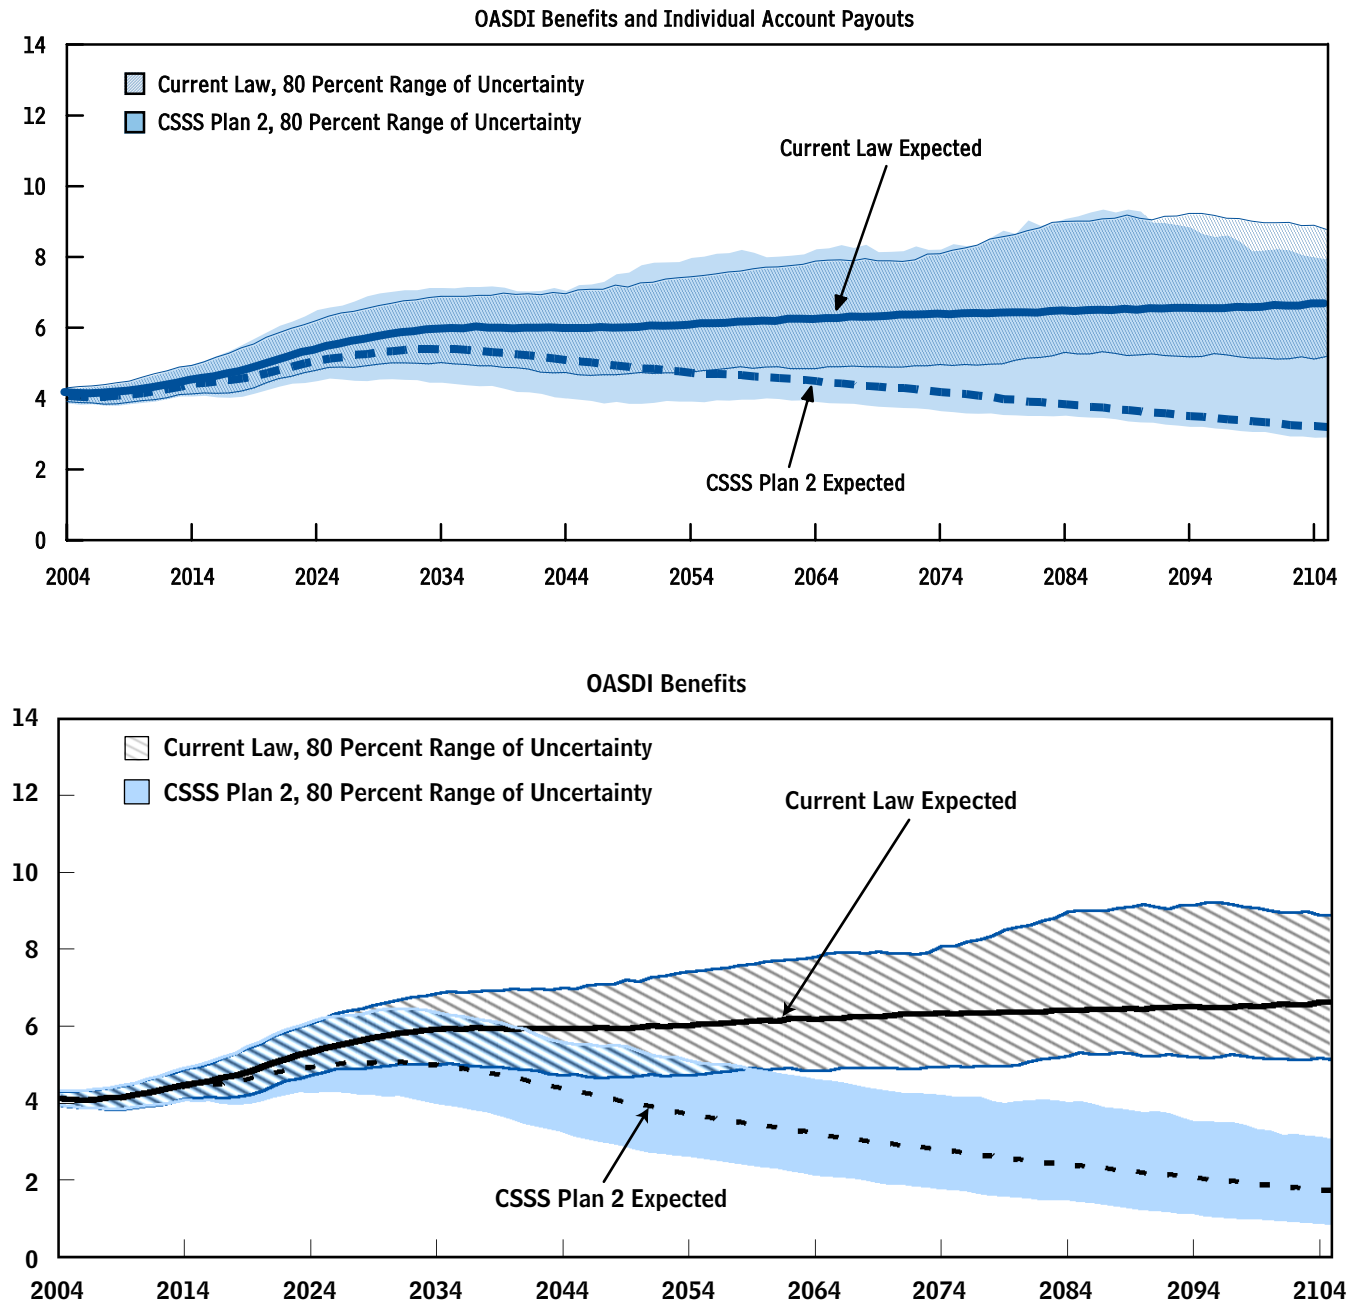 OASDI Benefits and Individual Account Payouts
14
Current Law, 80 Percent Range of Uncertainty
12
CSSS Plan 2, 80 Percent Range of Uncertainty
Current Law Expected
10
8
6
4
2
CSSS Plan 2 Expected
0
2004 2014 2024 2034 2044 2054 2064 2074 2084 2094 2104
OASDI Benefits
14
Current Law, 80 Percent Range of Uncertainty
12
CSSS Plan 2, 80 Percent Range of Uncertainty
Current Law Expected
10
8
6
4
2
CSSS Plan 2 Expected
0
2004 2014 2024 2034 2044 2054 2064 2074 2084 2094 2104